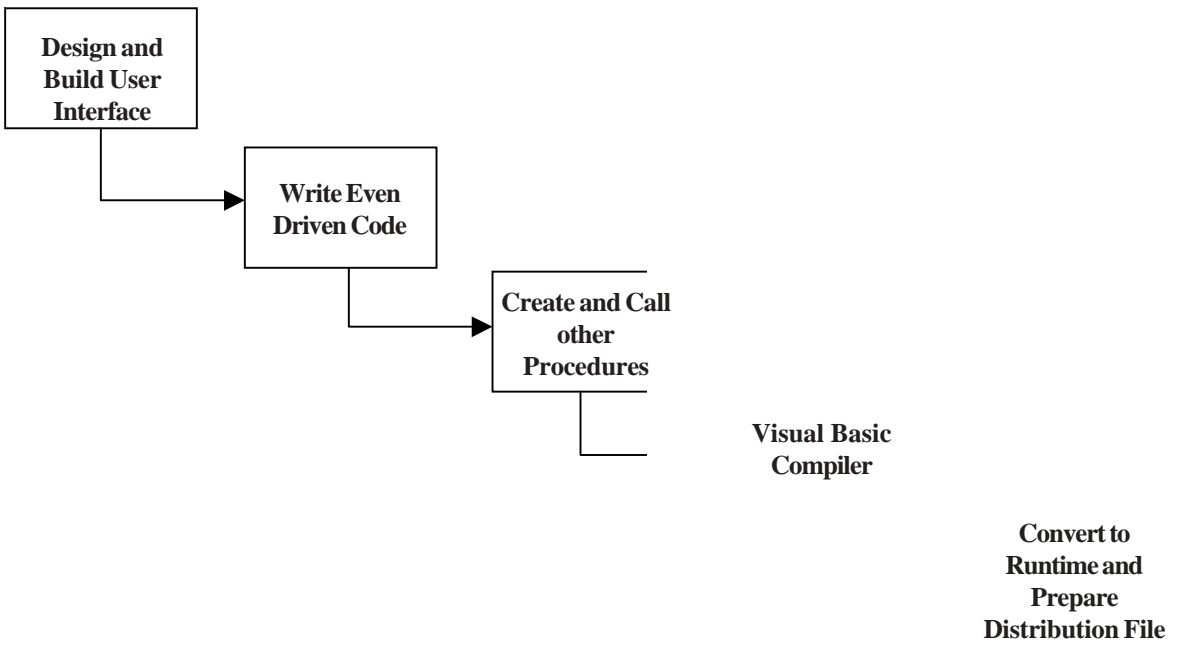 Design and
Build User
Interface
Write Even
Driven Code
Create and Call
other
Procedures
Visual Basic
Compiler
Convert to
Runtime and
Prepare
Distribution File